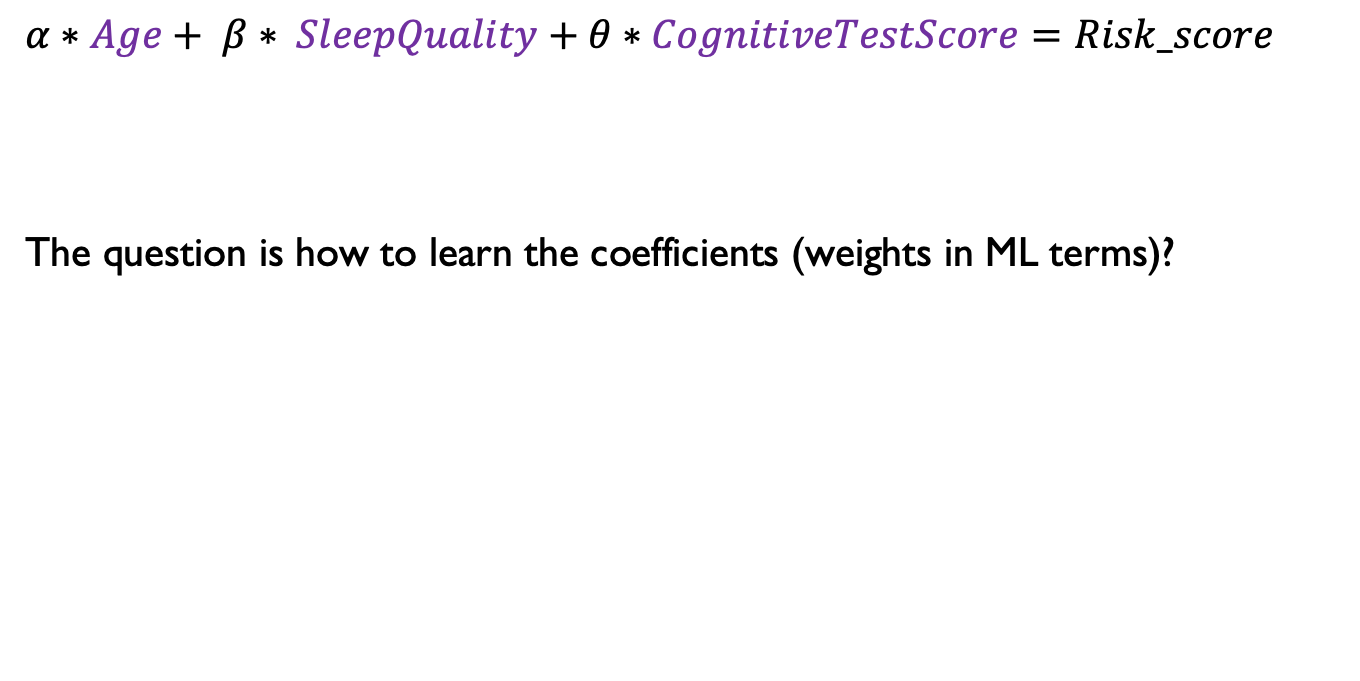 α * Age + β * SleepQuality + θ * CognitiveTestScore = Risk_score
The question is how to learn the coefficients (weights in ML terms)?